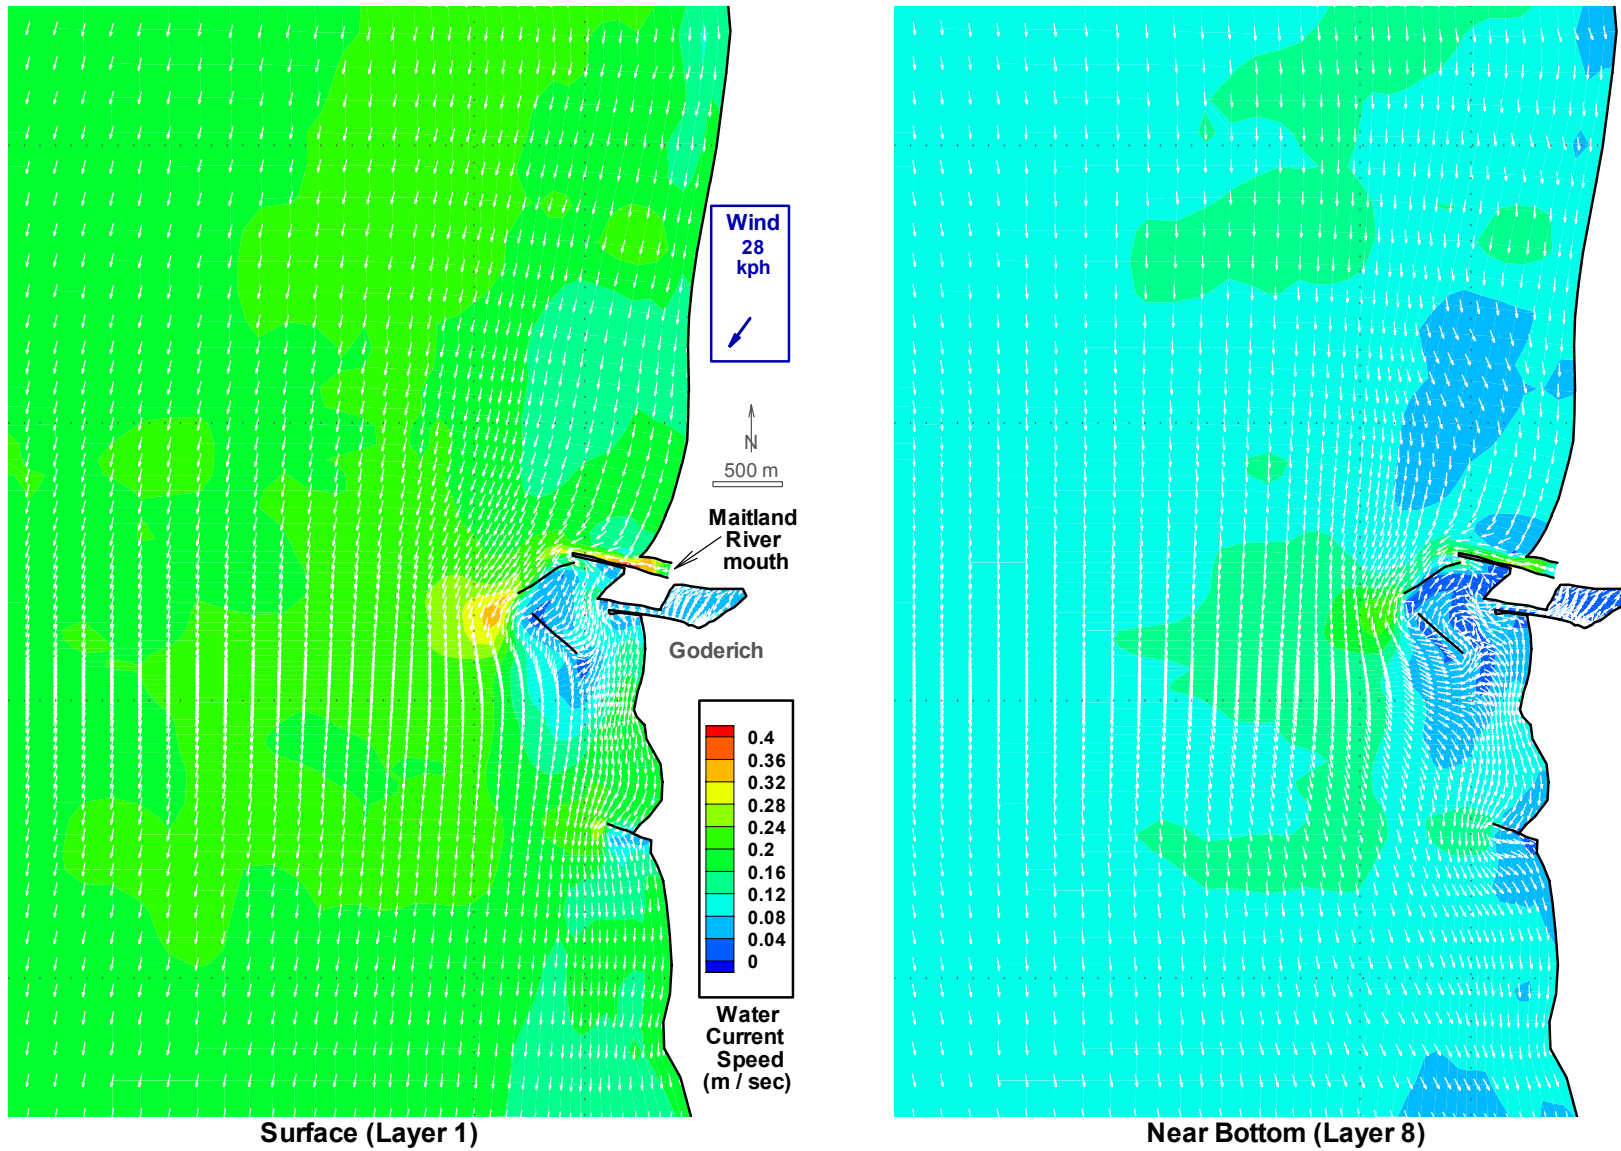 Wind
28
kph
N
500 m
Maitland
River
mouth
Goderich
0.4
0.36
0.32
0.28
0.24
0.2
0.16
0.12
0.08
0.04
0
Water
Current
Speed
(m / sec)
Surface (Layer 1)
Near Bottom (Layer 8)